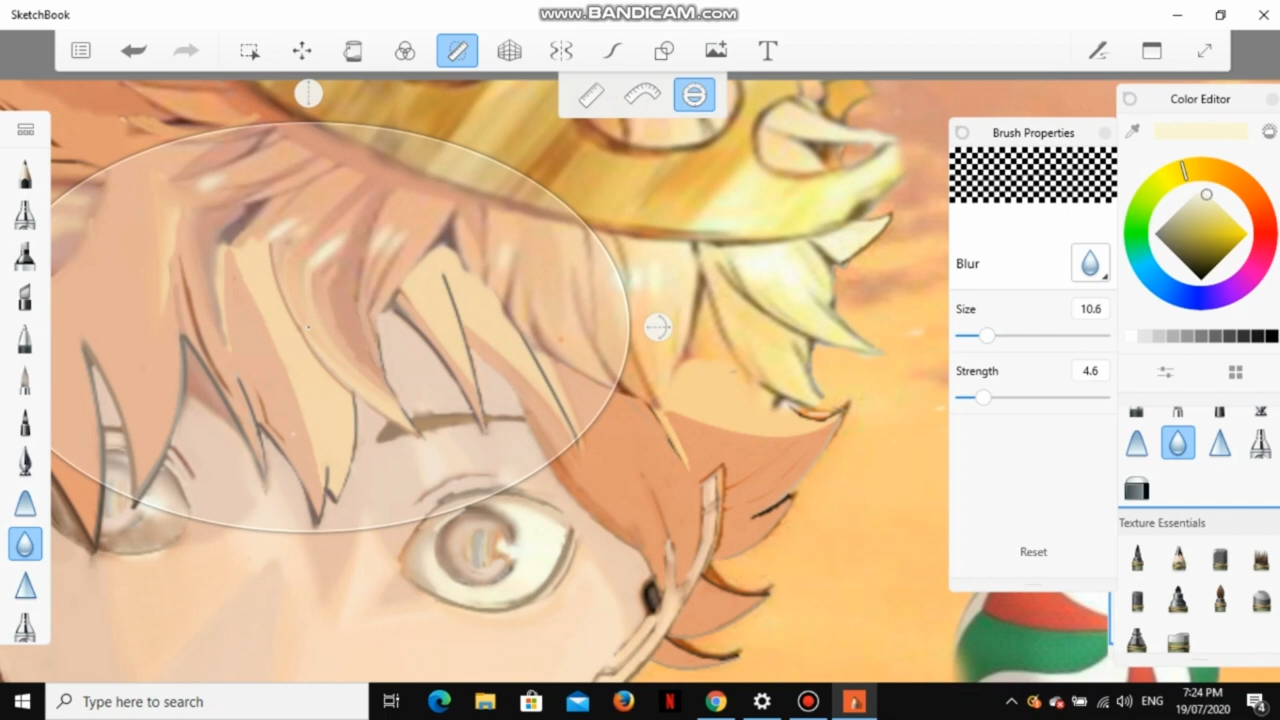 SketchBook
www.BANDICAM.com
T
Color Editor
Brush Properties
Blur
Size
10.6
Strength
4.6
Reset
Texture Essentials
Type here to search
N
ENG
7:24 PM
19/07/2020
4